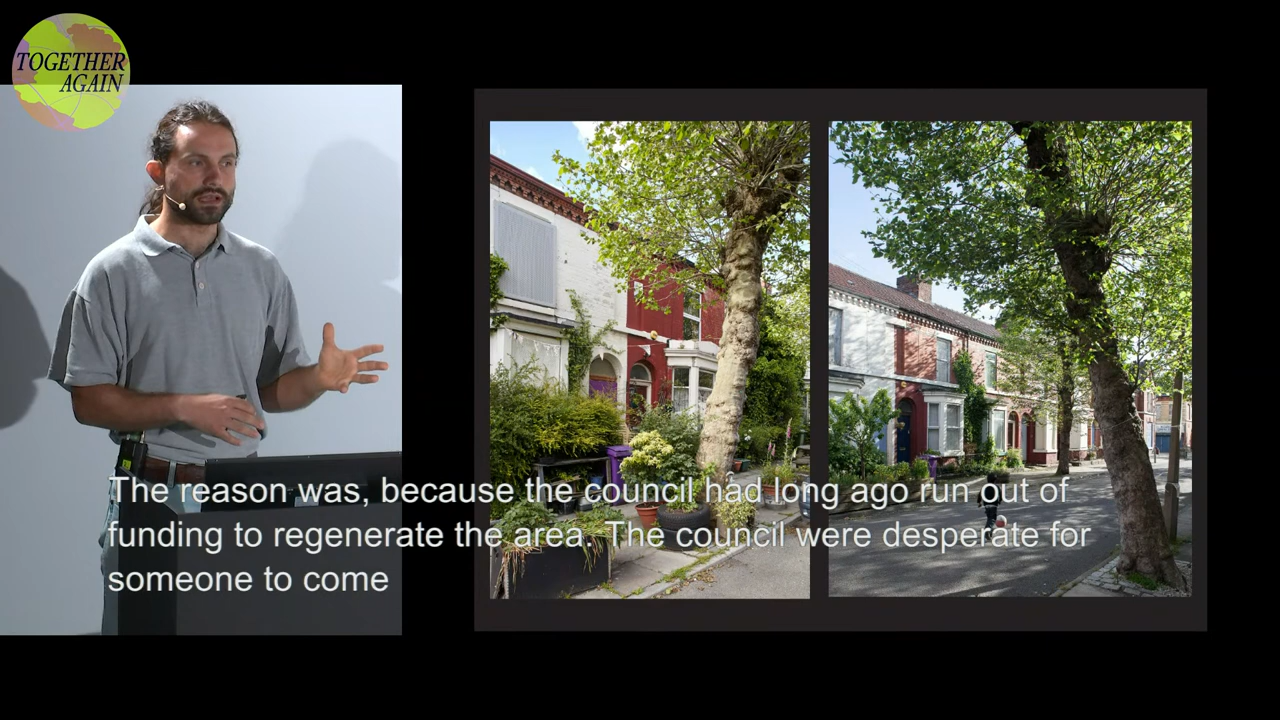 TOGETHER
AGAIN
The reason was, because the council had long ago run out of
funding to regenerate the area. The council were desperate for
someone to come